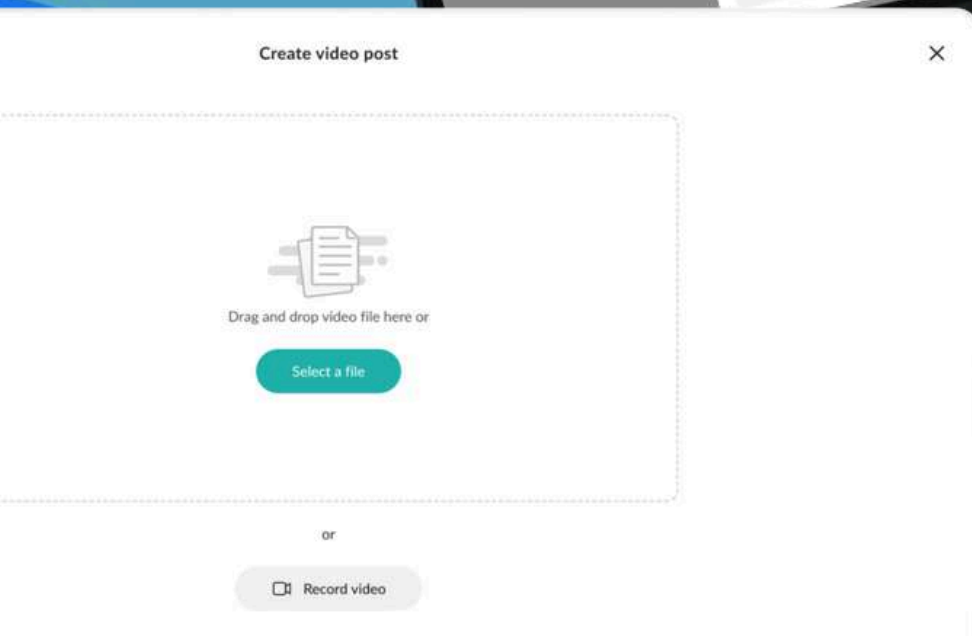 Create video post
Drag and drop video file here or
Select a file
or
Record video